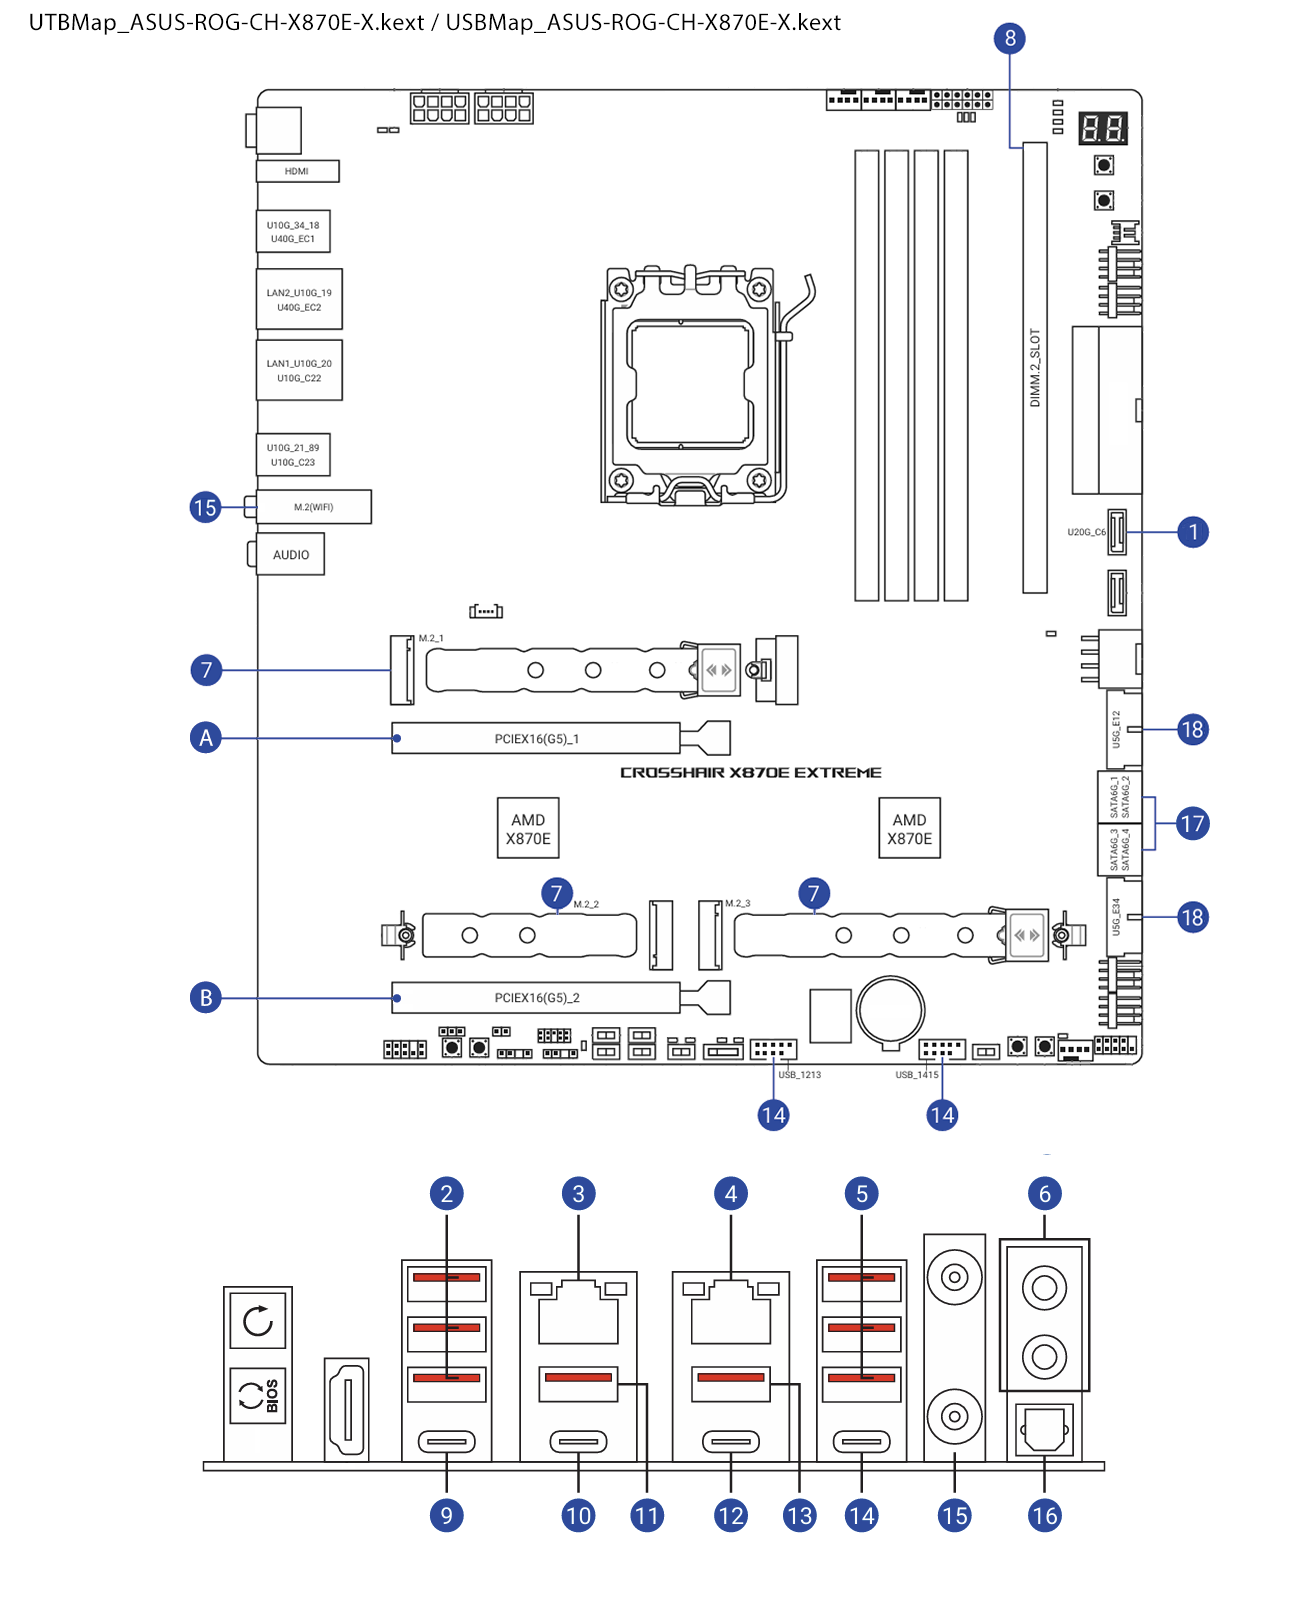 UTBMap_ASUS-ROG-CH-X870E-X.kext / USBMap_ASUS-ROG-CH-X870E-X.kext
8
88
HDMI
U10G_34_18
U40G_EC1
LAN2_U10G_19
U40G_EC2
LAN1_U10G_20
U10G_C22
DIMM.2_SLOT
U10G_21_89
U10G_C23
15
M.2(WIFI)
U20G_C6
1
AUDIO
M.2_1
7
A
PCIEX16(G5)_1
U5G_E12
18
CROSSHAIR X870E EXTREME
AMD
X870E
AMD
X870E
SATA6G_1
SATA6G_2
17
SATA6G_3
SATA6G_4
7
M.2_2
7
M.2_3
U5G_E34
18
B
PCIEX16(G5)_2
USB_1213
USB_1415
14
14
2
3
4
5
6
BIOS
9
10
11
12
13
14
15
16